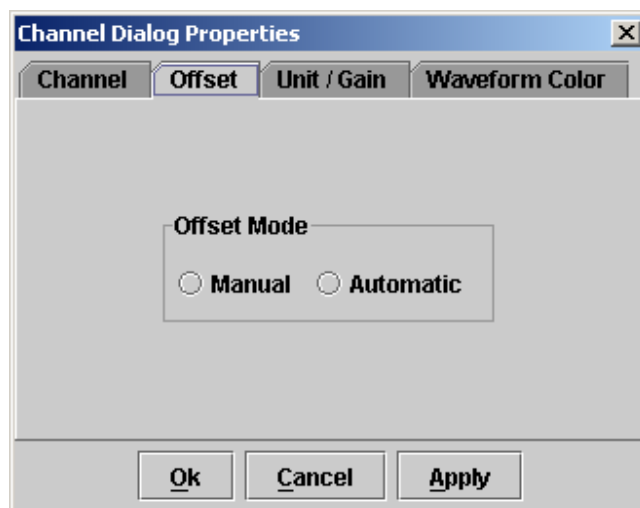 Channel Dialog Properties
Channel Offset Unit / Gain Waveform Color
Offset Mode
Manual Automatic
Ok Cancel Apply